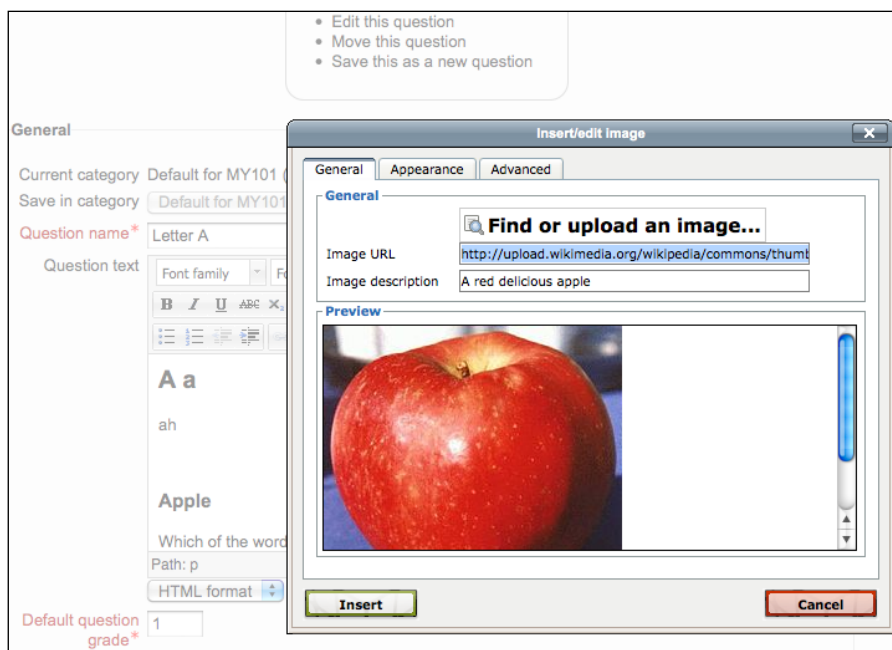 Edit this question
Move this question
Save this as a new question
General
Insert/edit image
General Appearance Advanced
General
Find or upload an image...
Image URL http://upload.wikimedia.org/wikipedia/commons/thumb
Image description A red delicious apple
Preview
Insert Cancel
Current category Default for MY101 (
Save in category Default for MY101
Question name* Letter A
Question text Font family Fo
B I U ABC X₂
A a
ah
Apple
Which of the word
Path: p
HTML format
Default question
grade* 1